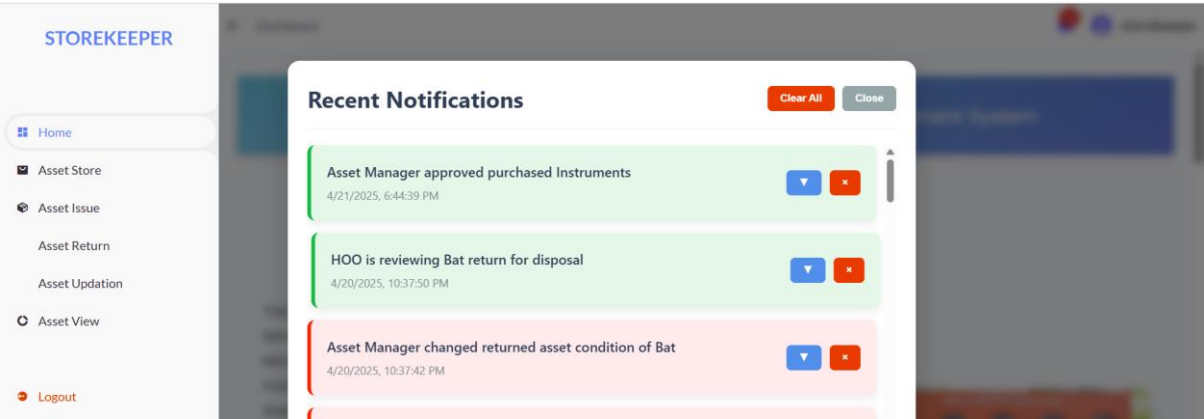 STOREKEEPER
Home
Asset Store
Asset Issue
Asset Return
Asset Updation
Asset View
Logout
Recent Notifications
Clear All
Close
Asset Manager approved purchased Instruments
4/21/2025, 6:44:39 PM
HOO is reviewing Bat return for disposal
4/20/2025, 10:37:50 PM
Asset Manager changed returned asset condition of Bat
4/20/2025, 10:37:42 PM